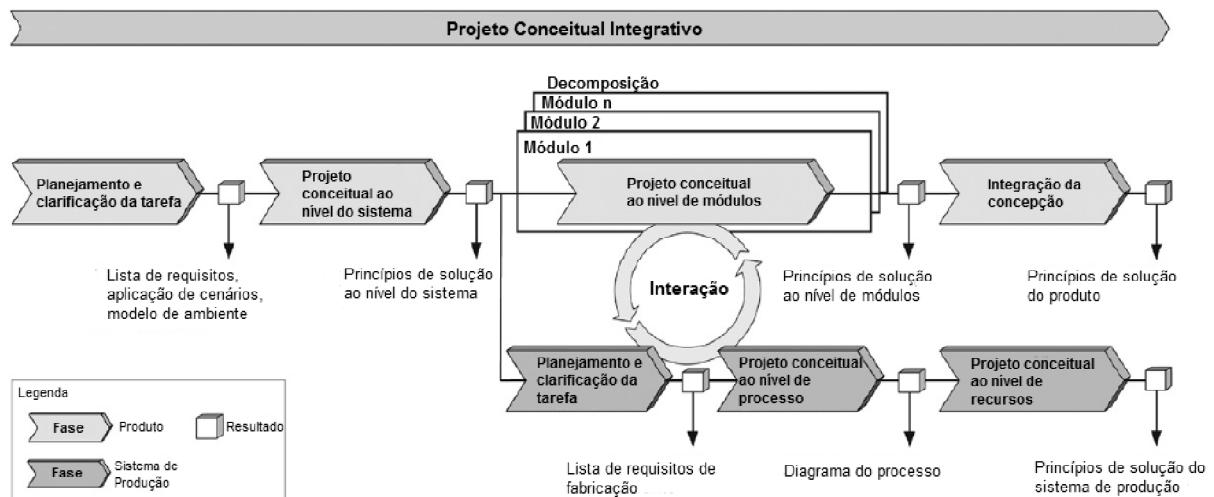 Projeto Conceitual Integrativo
Decomposição
Módulo n
Módulo 2
Módulo 1
Planejamento e
clarificação da tarefa
Projeto
conceitual ao
nível do sistema
Projeto conceitual
ao nível de módulos
Integração da
concepção
Lista de requisitos,
aplicação de cenários,
modelo de ambiente
Princípios de solução
ao nível do sistema
Interação
Princípios de solução
ao nível de módulos
Princípios de solução
do produto
Planejamento e
clarificação da
tarefa
Projeto conceitual
ao nível de
processo
Projeto conceitual
ao nível de
recursos
Lista de requisitos de
fabricação
Diagrama do processo
Princípios de solução do
sistema de produção
Legenda
Fase
Produto
Resultado
Fase
Sistema de
Produção